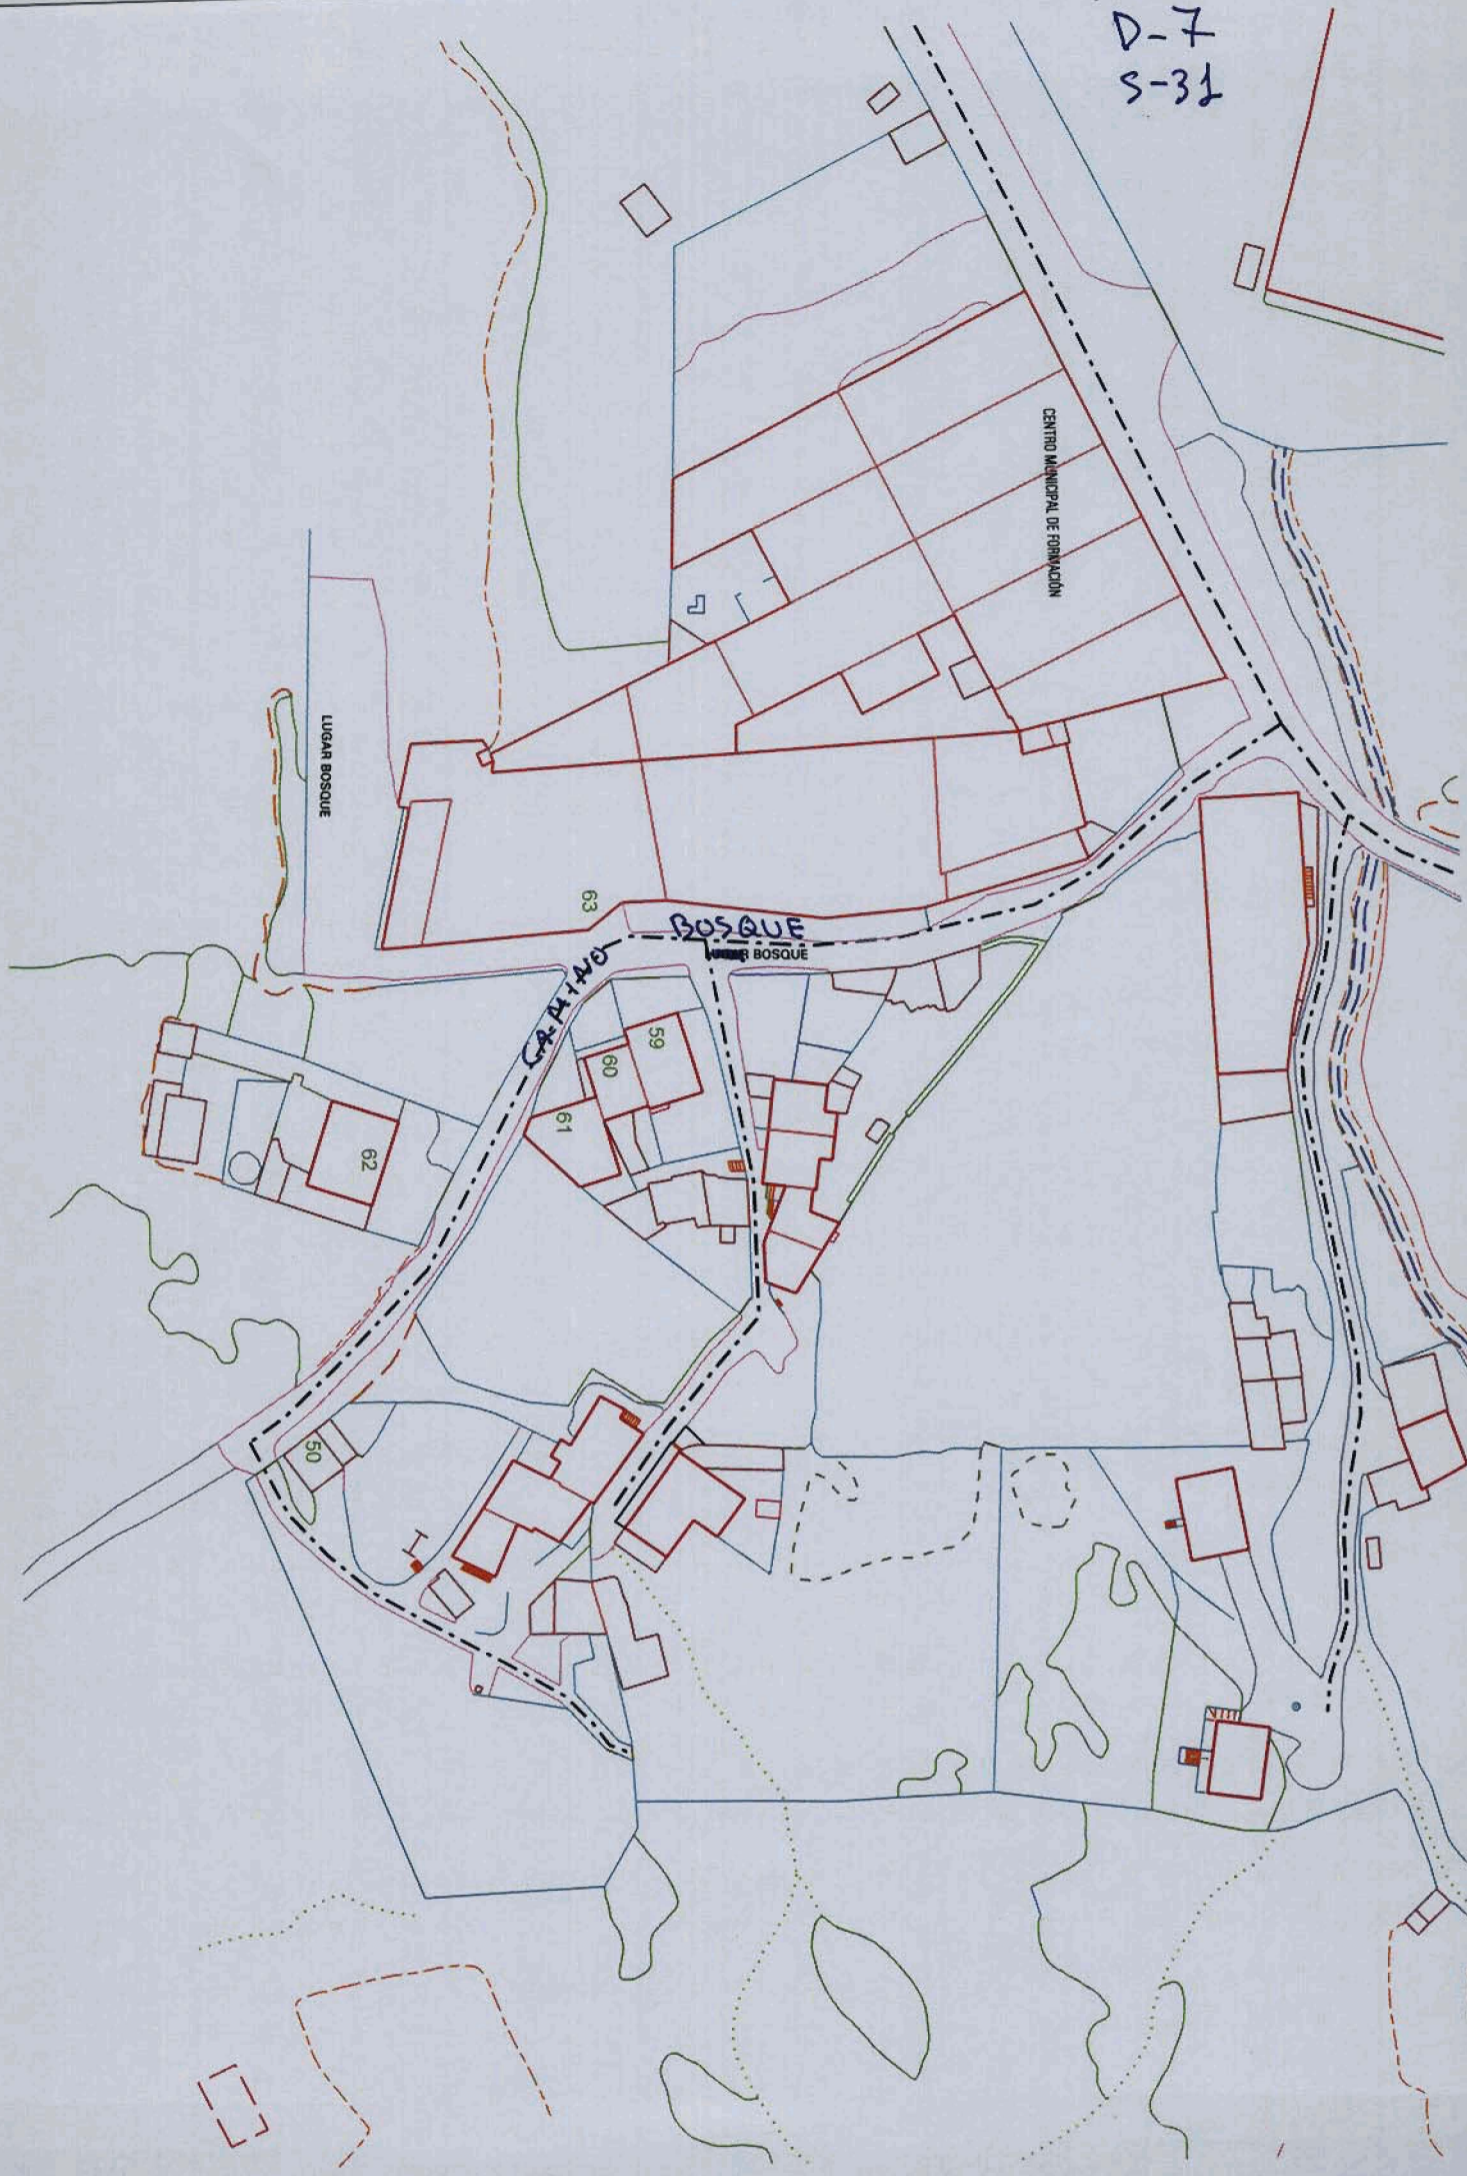 D-7
S-31
CENTRO MUNICIPAL DE FORMACIÓN
LUGAR BOSQUE
63
BOSQUE
BOSQUE
CAMINO
59
60
61
62
50